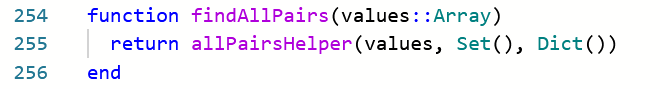 254 function findAllPairs(values::Array)
255 return allPairsHelper(values, Set(), Dict())
256 end